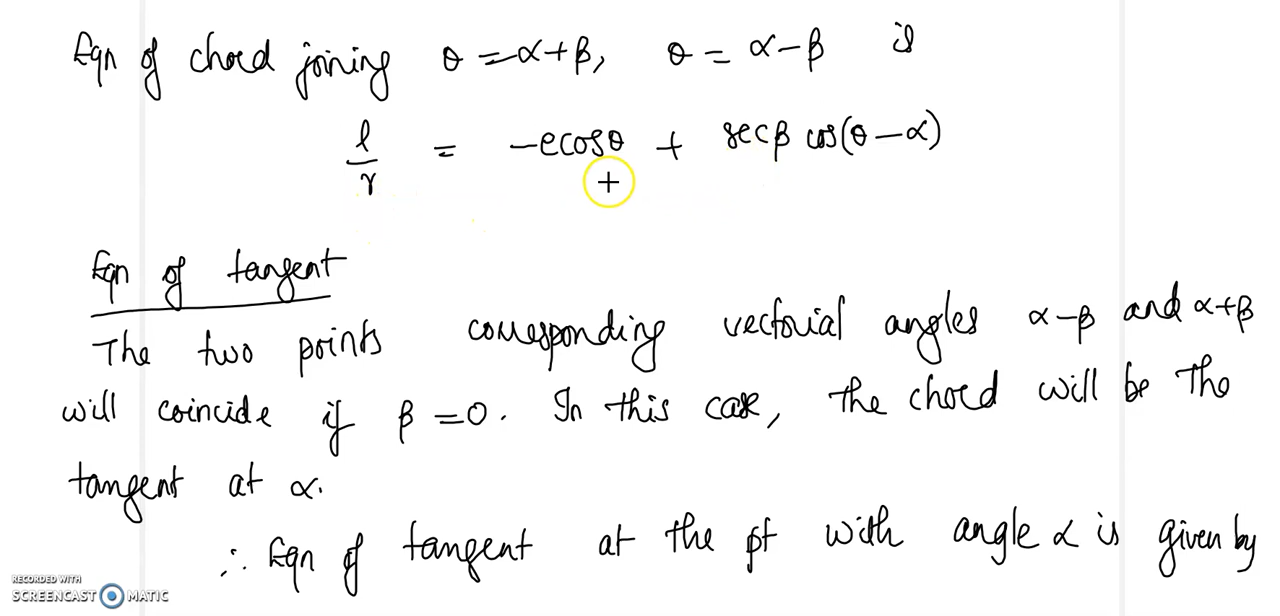 Eqn of chord joining θ = α+β, θ = α−β is
l/r = −ecosθ + secβ cos(θ−α)
Eqn of tangent
The two points corresponding vectorial angles α−β and α+β
will coincide if β = 0. In this case, the chord will be the
tangent at α.
∴ Eqn of tangent at the pt with angle α is given by
RECORDED WITH
SCREENCAST MATIC